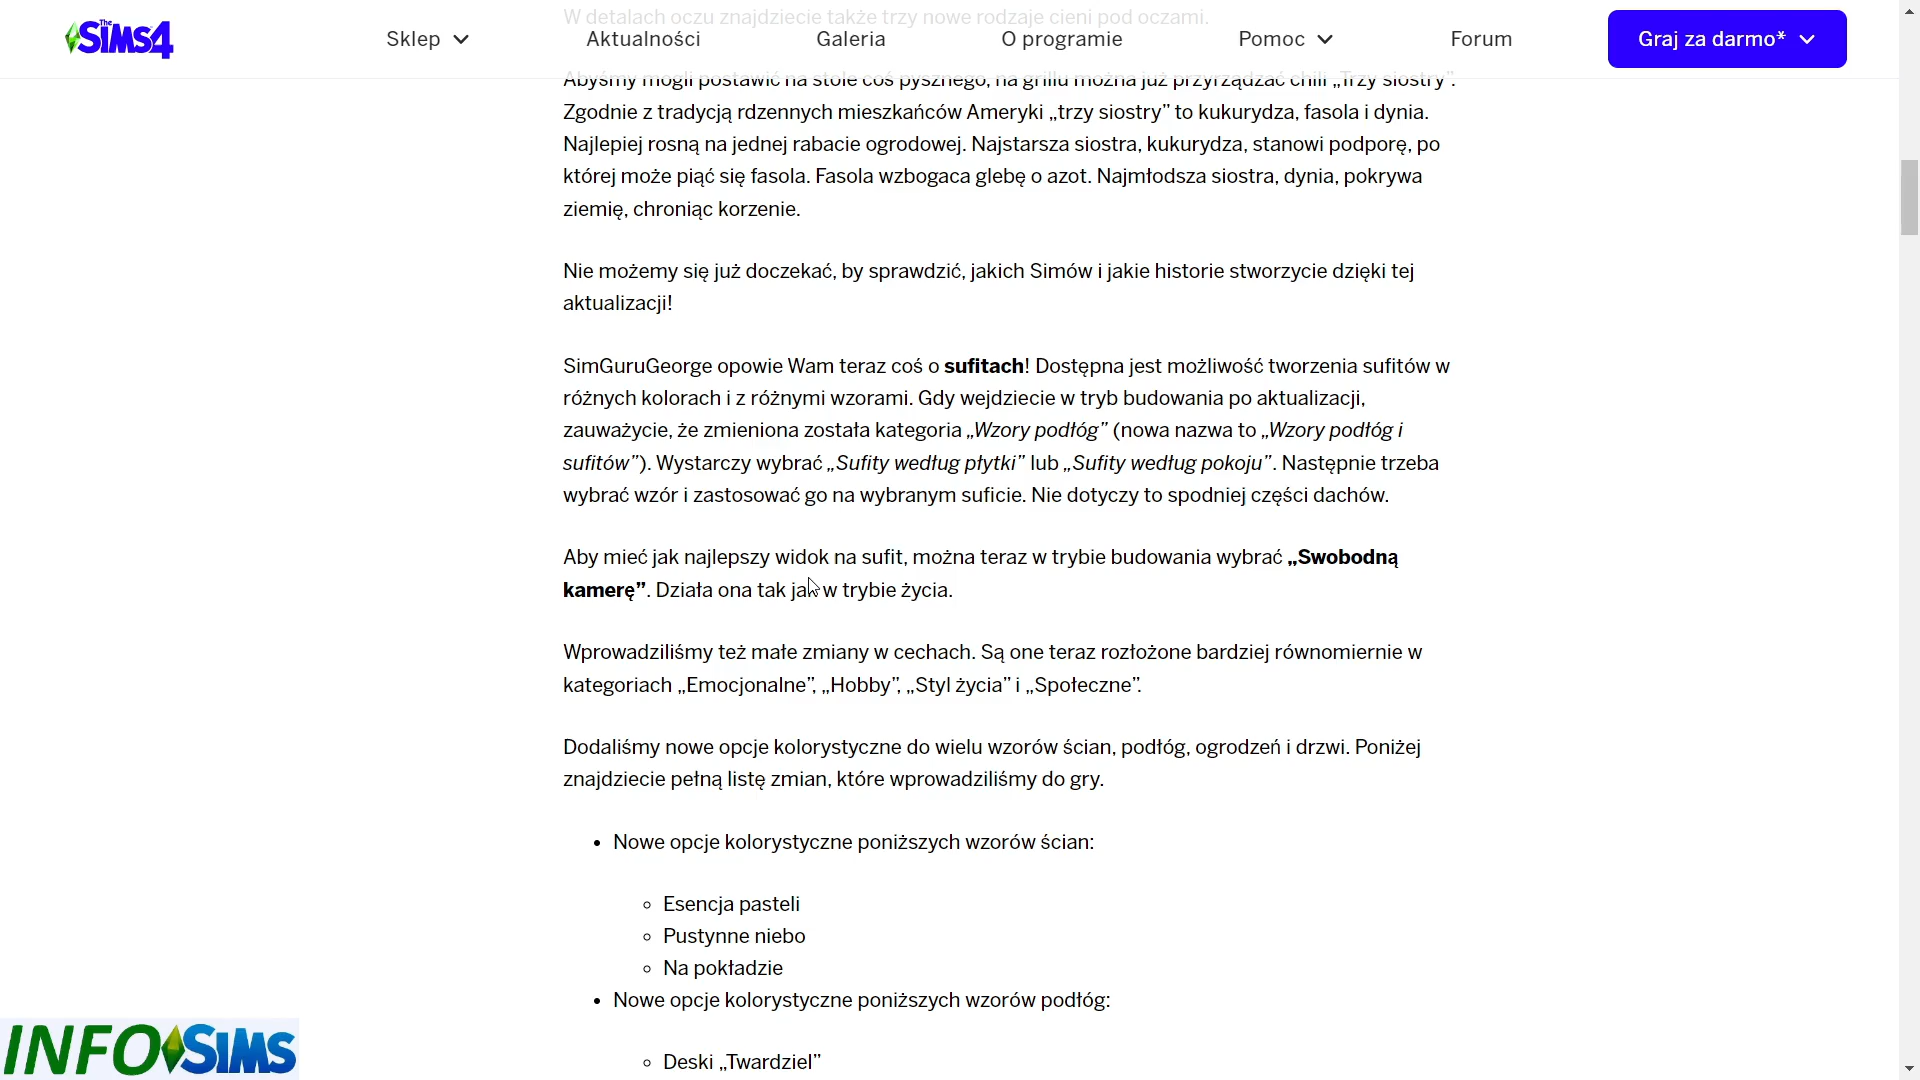 W detalach oczu znajdziecie także trzy nowe rodzaje cieni pod oczami.
The Sims 4
Sklep
Aktualności
Galeria
O programie
Pomoc
Forum
Graj za darmo*
Abyśmy mogli postawić na stole coś pysznego, na grillu można już przyrządzać chili „Trzy siostry”.
Zgodnie z tradycją rdzennych mieszkańców Ameryki „trzy siostry” to kukurydza, fasola i dynia.
Najlepiej rosną na jednej rabacie ogrodowej. Najstarsza siostra, kukurydza, stanowi podporę, po
której może piąć się fasola. Fasola wzbogaca glebę o azot. Najmłodsza siostra, dynia, pokrywa
ziemię, chroniąc korzenie.
Nie możemy się już doczekać, by sprawdzić, jakich Simów i jakie historie stworzycie dzięki tej
aktualizacji!
SimGuruGeorge opowie Wam teraz coś o sufitach! Dostępna jest możliwość tworzenia sufitów w
różnych kolorach i z różnymi wzorami. Gdy wejdziecie w tryb budowania po aktualizacji,
zauważycie, że zmieniona została kategoria „Wzory podłóg” (nowa nazwa to „Wzory podłóg i
sufitów”). Wystarczy wybrać „Sufity według płytki” lub „Sufity według pokoju”. Następnie trzeba
wybrać wzór i zastosować go na wybranym suficie. Nie dotyczy to spodniej części dachów.
Aby mieć jak najlepszy widok na sufit, można teraz w trybie budowania wybrać „Swobodną
kamerę”. Działa ona tak jak w trybie życia.
Wprowadziliśmy też małe zmiany w cechach. Są one teraz rozłożone bardziej równomiernie w
kategoriach „Emocjonalne”, „Hobby”, „Styl życia” i „Społeczne”.
Dodaliśmy nowe opcje kolorystyczne do wielu wzorów ścian, podłóg, ogrodzeń i drzwi. Poniżej
znajdziecie pełną listę zmian, które wprowadziliśmy do gry.
• Nowe opcje kolorystyczne poniższych wzorów ścian:
◦ Esencja pasteli
◦ Pustynne niebo
◦ Na pokładzie
• Nowe opcje kolorystyczne poniższych wzorów podłóg:
◦ Deski „Twardziel”
INFO SIMS